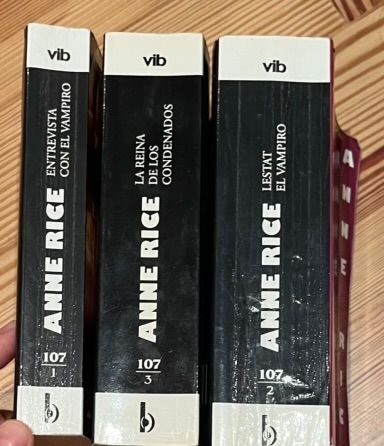 vib
ANNE RICE
ENTREVISTA
CON EL VAMPIRO
107
1
vib
ANNE RICE
LA REINA
DE LOS
CONDENADOS
107
3
vib
ANNE RICE
LESTAT
EL VAMPIRO
107
2
ANNE RIC